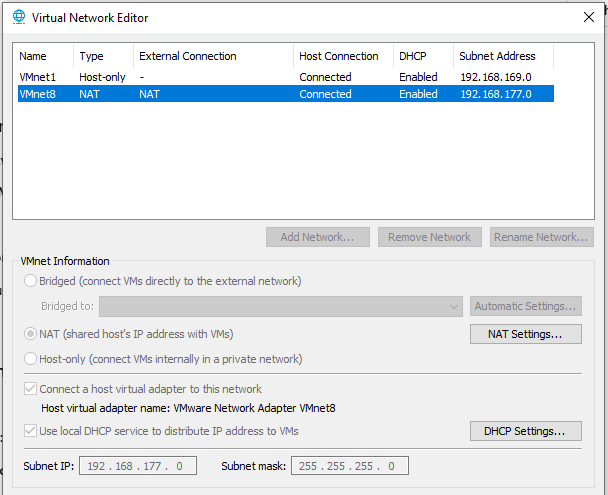 Virtual Network Editor
Name Type External Connection Host Connection DHCP Subnet Address
VMnet1 Host-only - Connected Enabled 192.168.169.0
VMnet8 NAT NAT Connected Enabled 192.168.177.0
Add Network... Remove Network Rename Network...
VMnet Information
Bridged (connect VMs directly to the external network)
Bridged to: Automatic Settings...
NAT (shared host's IP address with VMs) NAT Settings...
Host-only (connect VMs internally in a private network)
Connect a host virtual adapter to this network
Host virtual adapter name: VMware Network Adapter VMnet8
Use local DHCP service to distribute IP address to VMs DHCP Settings...
Subnet IP: 192 . 168 . 177 . 0 Subnet mask: 255 . 255 . 255 . 0